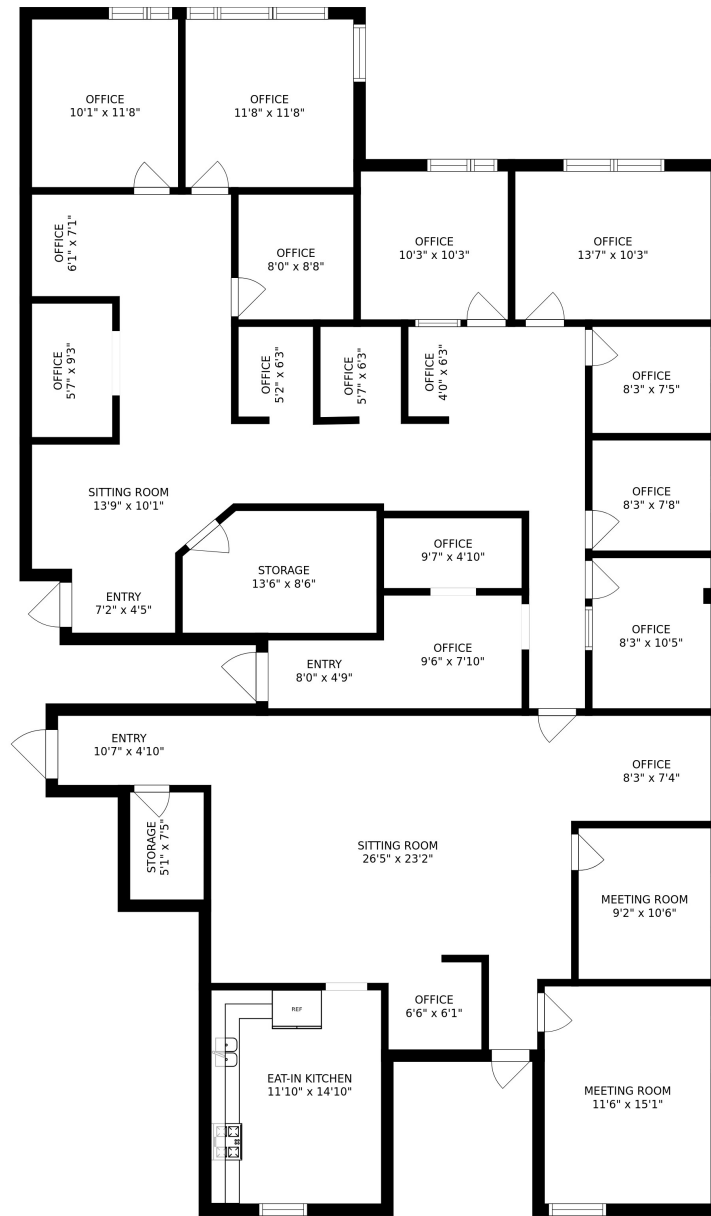 OFFICE
10'1" x 11'8"
OFFICE
11'8" x 11'8"
OFFICE
6'1" x 7'1"
OFFICE
8'0" x 8'8"
OFFICE
10'3" x 10'3"
OFFICE
13'7" x 10'3"
OFFICE
5'7" x 9'3"
OFFICE
5'2" x 6'3"
OFFICE
5'7" x 6'3"
OFFICE
4'0" x 6'3"
OFFICE
8'3" x 7'5"
SITTING ROOM
13'9" x 10'1"
OFFICE
8'3" x 7'8"
STORAGE
13'6" x 8'6"
OFFICE
9'7" x 4'10"
ENTRY
7'2" x 4'5"
OFFICE
8'3" x 10'5"
ENTRY
8'0" x 4'9"
OFFICE
9'6" x 7'10"
ENTRY
10'7" x 4'10"
OFFICE
8'3" x 7'4"
STORAGE
5'1" x 7'5"
SITTING ROOM
26'5" x 23'2"
MEETING ROOM
9'2" x 10'6"
OFFICE
6'6" x 6'1"
REF
EAT-IN KITCHEN
11'10" x 14'10"
MEETING ROOM
11'6" x 15'1"